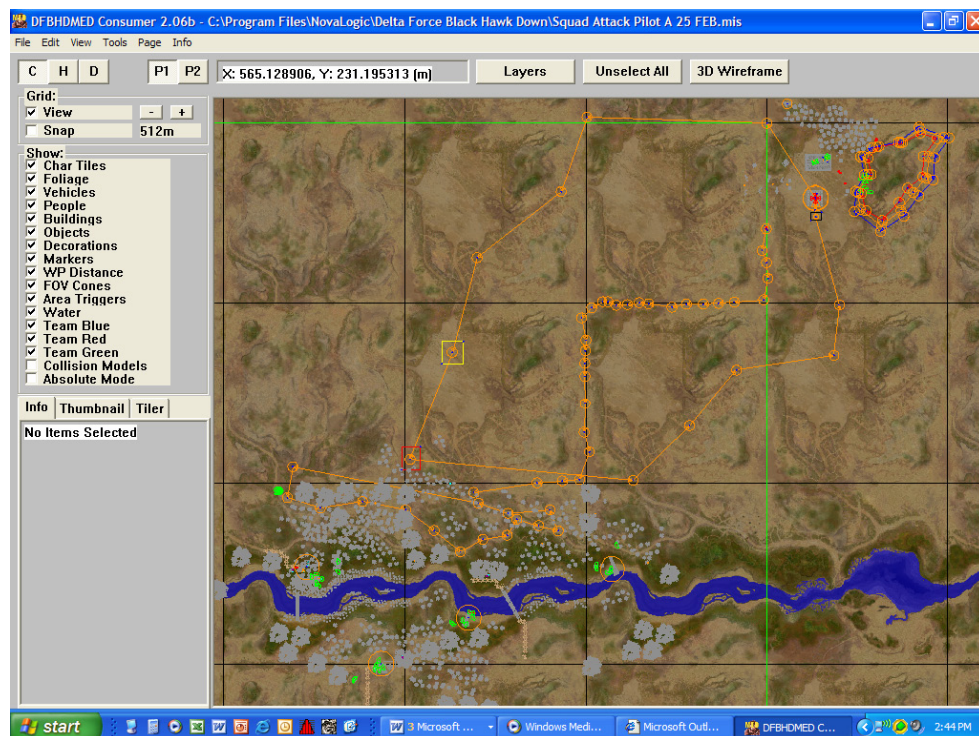 DFBHDMED Consumer 2.06b - C:\Program Files\NovaLogic\Delta Force Black Hawk Down\Squad Attack Pilot A 25 FEB.mis
File Edit View Tools Page Info
C H D P1 P2 X: 565.128906, Y: 231.195313 (m) Layers Unselect All 3D Wireframe
Grid:
View - +
Snap 512m
Show:
Char Tiles
Foliage
Vehicles
People
Buildings
Objects
Decorations
Markers
WP Distance
FOV Cones
Area Triggers
Water
Team Blue
Team Red
Team Green
Collision Models
Absolute Mode
Info Thumbnail Tiler
No Items Selected
start 3 Microsoft ... Windows Medi... Microsoft Outl... DFBHDMED C... 2:44 PM